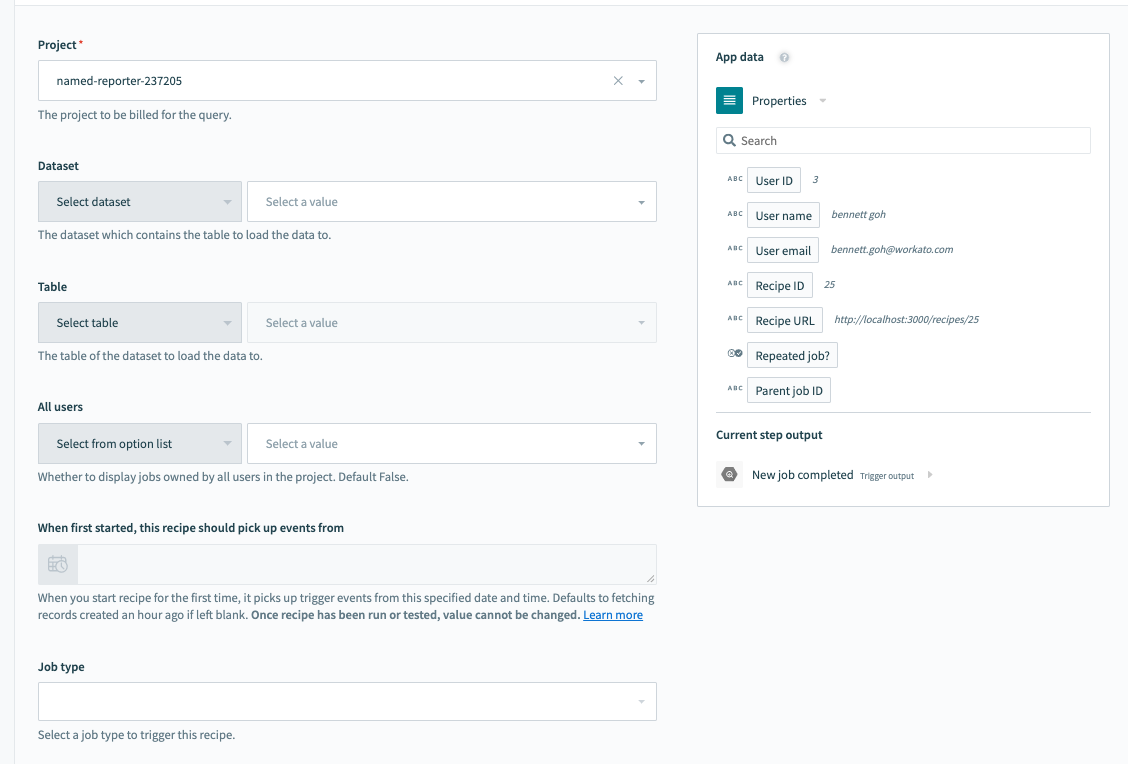 Project *
named-reporter-237205
The project to be billed for the query.
Dataset
Select dataset
Select a value
The dataset which contains the table to load the data to.
Table
Select table
Select a value
The table of the dataset to load the data to.
All users
Select from option list
Select a value
Whether to display jobs owned by all users in the project. Default False.
When first started, this recipe should pick up events from
When you start recipe for the first time, it picks up trigger events from this specified date and time. Defaults to fetching
records created an hour ago if left blank. Once recipe has been run or tested, value cannot be changed. Learn more
Job type
Select a job type to trigger this recipe.
App data ?
Properties
Search
ABC User ID 3
ABC User name bennett goh
ABC User email bennett.goh@workato.com
ABC Recipe ID 25
ABC Recipe URL http://localhost:3000/recipes/25
Repeated job?
ABC Parent job ID
Current step output
New job completed Trigger output